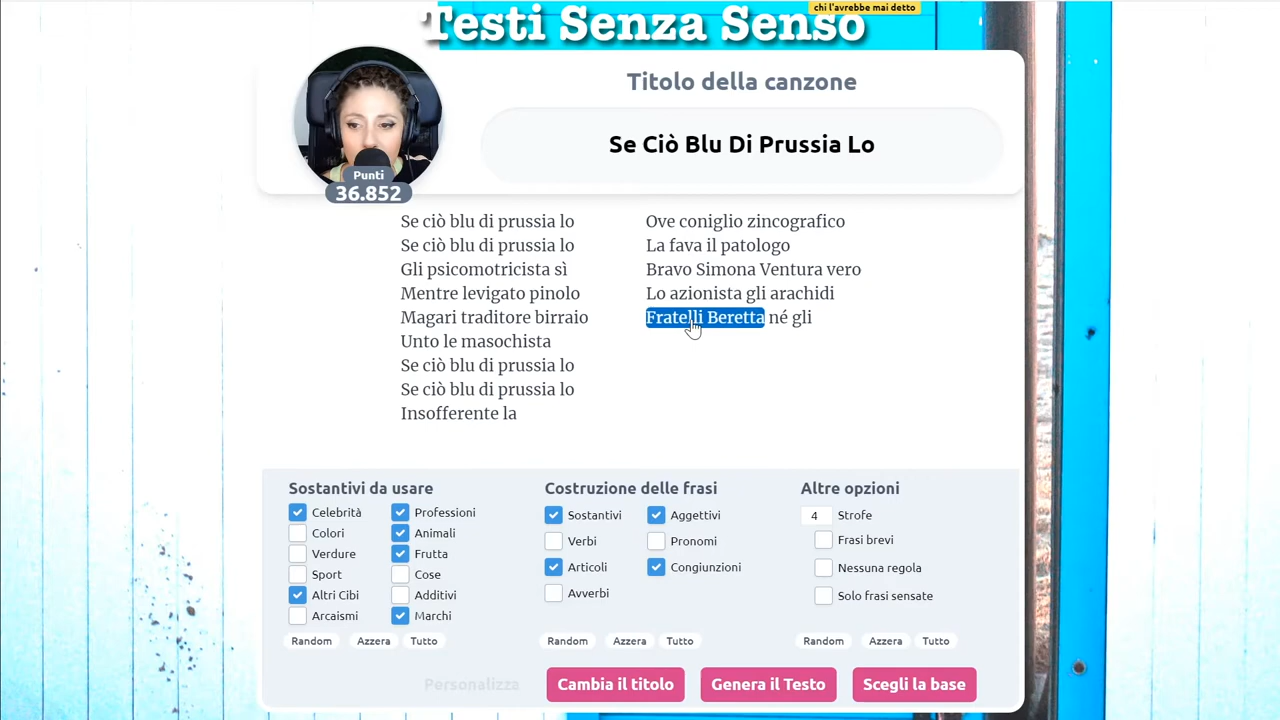 chi l'avrebbe mai detto
Testi Senza Senso
Titolo della canzone
Se Ciò Blu Di Prussia Lo
Punti
36.852
Se ciò blu di prussia lo
Se ciò blu di prussia lo
Gli psicomotricista sì
Mentre levigato pinolo
Magari traditore birraio
Unto le masochista
Se ciò blu di prussia lo
Se ciò blu di prussia lo
Insofferente la
Ove coniglio zincografico
La fava il patologo
Bravo Simona Ventura vero
Lo azionista gli arachidi
Fratelli Beretta né gli
Sostantivi da usare
Celebrità
Professioni
Colori
Animali
Verdure
Frutta
Sport
Cose
Altri Cibi
Additivi
Arcaismi
Marchi
Random
Azzera
Tutto
Costruzione delle frasi
Sostantivi
Aggettivi
Verbi
Pronomi
Articoli
Congiunzioni
Avverbi
Random
Azzera
Tutto
Altre opzioni
4 Strofe
Frasi brevi
Nessuna regola
Solo frasi sensate
Random
Azzera
Tutto
Personalizza
Cambia il titolo
Genera il Testo
Scegli la base